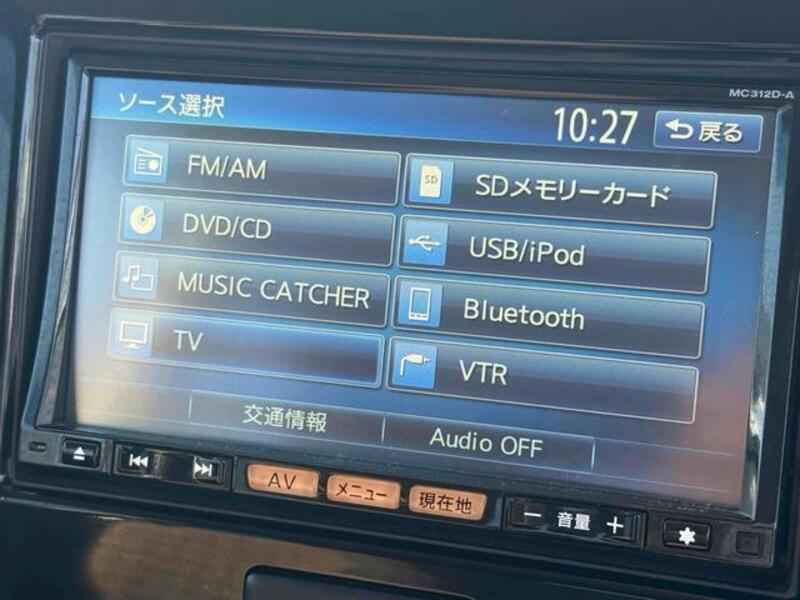 MC312D-A
ソース選択
10:27
戻る
FM/AM
SD
SDメモリーカード
DVD/CD
USB/iPod
MUSIC CATCHER
Bluetooth
TV
VTR
交通情報
Audio OFF
AV
メニュー
現在地
− 音量 +